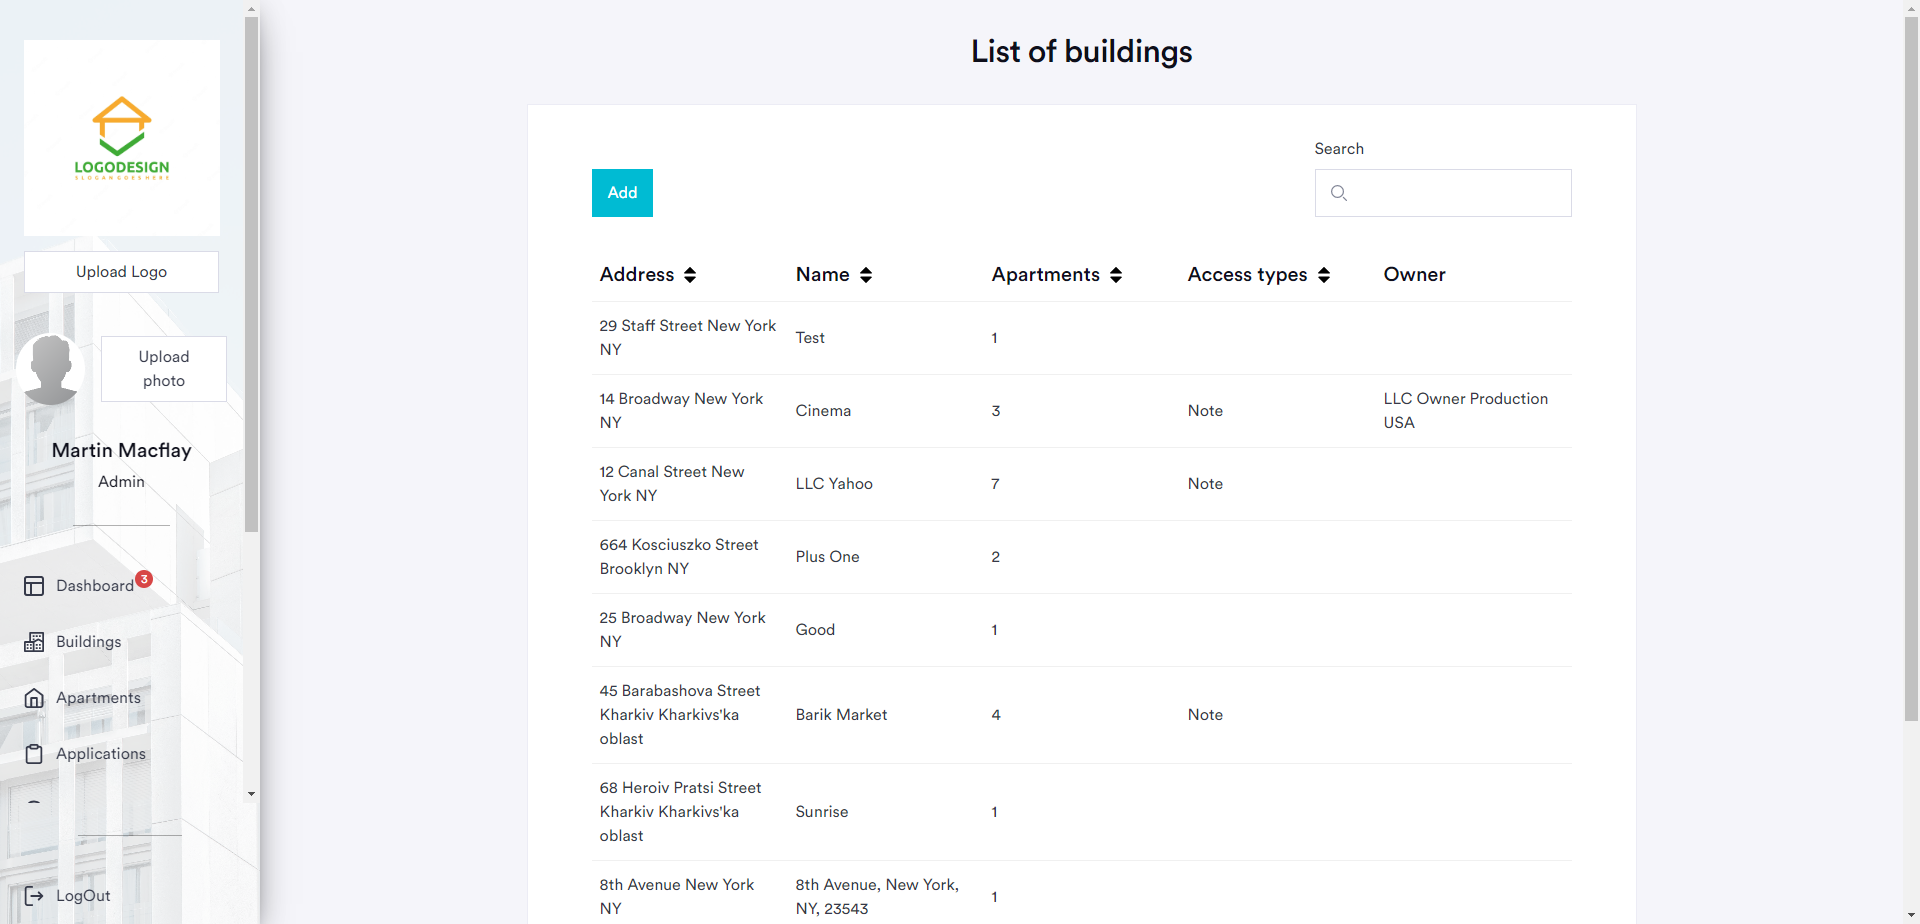 LOGODESIGN
SLOGAN GOES HERE
Upload Logo
Upload
photo
Martin Macflay
Admin
Dashboard 3
Buildings
Apartments
Applications
LogOut
List of buildings
Search
Add
Address Name Apartments Access types Owner
29 Staff Street New York
NY
Test
1
14 Broadway New York
NY
Cinema
3
Note
LLC Owner Production
USA
12 Canal Street New
York NY
LLC Yahoo
7
Note
664 Kosciuszko Street
Brooklyn NY
Plus One
2
25 Broadway New York
NY
Good
1
45 Barabashova Street
Kharkiv Kharkivs'ka
oblast
Barik Market
4
Note
68 Heroiv Pratsi Street
Kharkiv Kharkivs'ka
oblast
Sunrise
1
8th Avenue New York
NY
8th Avenue, New York,
NY, 23543
1